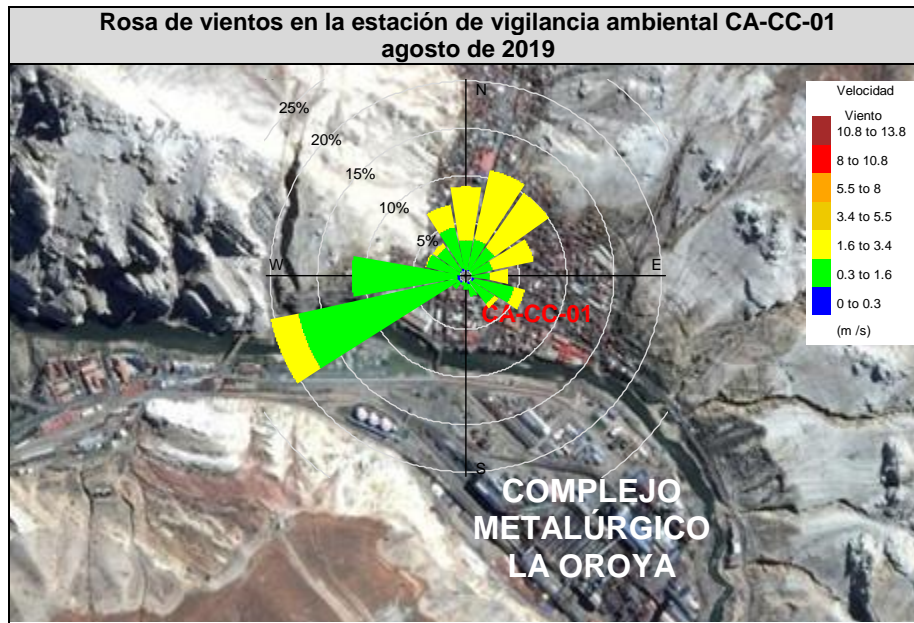 Rosa de vientos en la estación de vigilancia ambiental CA-CC-01
agosto de 2019
N
25%
20%
15%
10%
5%
W
E
S
CA-CC-01
COMPLEJO
METALÚRGICO
LA OROYA
Velocidad
Viento
10.8 to 13.8
8 to 10.8
5.5 to 8
3.4 to 5.5
1.6 to 3.4
0.3 to 1.6
0 to 0.3
(m /s)